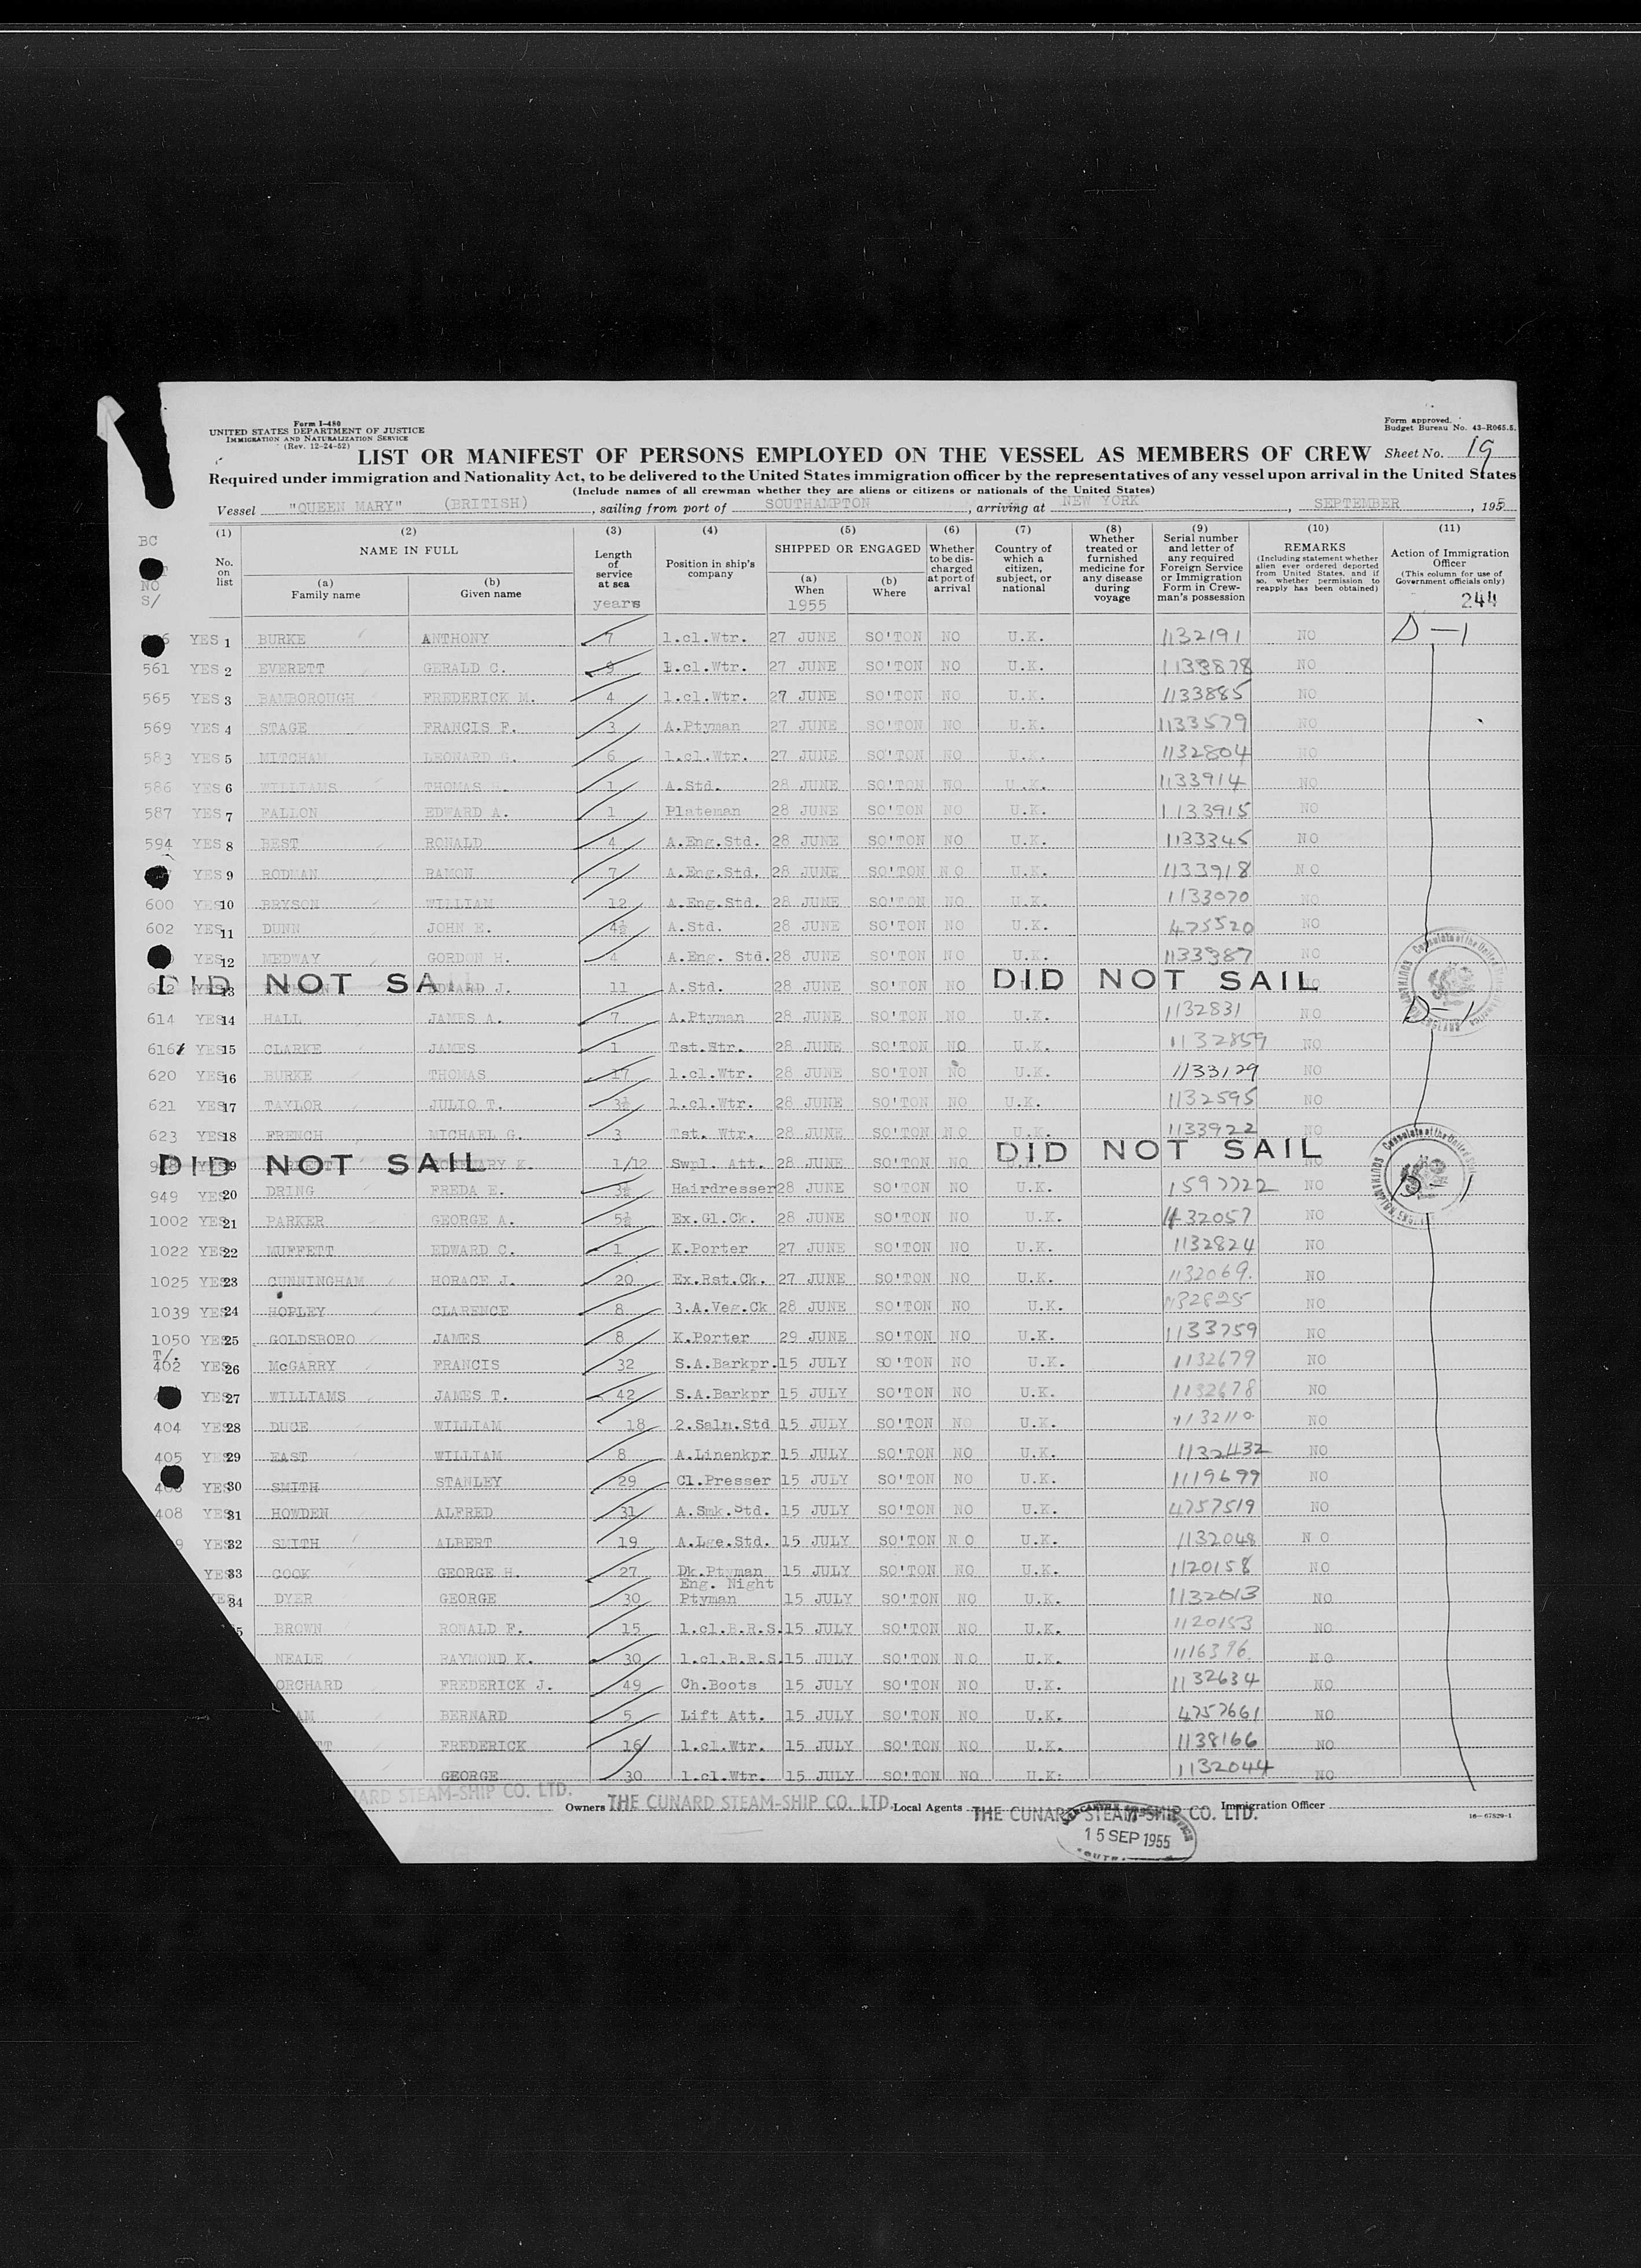 Form I-480
UNITED STATES DEPARTMENT OF JUSTICE
IMMIGRATION AND NATURALIZATION SERVICE
(Rev. 12-24-52)
Form approved.
Budget Bureau No. 43-R065.5.
LIST OR MANIFEST OF PERSONS EMPLOYED ON THE VESSEL AS MEMBERS OF CREW Sheet No. 19
Required under immigration and Nationality Act, to be delivered to the United States immigration officer by the representatives of any vessel upon arrival in the United States
(Include names of all crewman whether they are aliens or citizens or nationals of the United States)
Vessel "QUEEN MARY" (BRITISH), sailing from port of SOUTHAMPTON, arriving at NEW YORK, SEPTEMBER, 1955
BC
NO
S/
(1) No. on list
(2) NAME IN FULL (a) Family name (b) Given name
(3) Length of service at sea years
(4) Position in ship's company
(5) SHIPPED OR ENGAGED (a) When 1955 (b) Where
(6) Whether to be discharged at port of arrival
(7) Country of which a citizen, subject, or national
(8) Whether treated or furnished medicine for any disease during voyage
(9) Serial number and letter of any required Foreign Service or Immigration Form in Crewman's possession
(10) REMARKS (Including statement whether alien ever ordered deported from United States, and if so, whether permission to reapply has been obtained)
(11) Action of Immigration Officer (This column for use of Government officials only) 244
YES 1 BURKE ANTHONY 7 1.cl.Wtr. 27 JUNE SO'TON NO U.K. 1132191 NO D-1
561 YES 2 EVERETT GERALD C. 9 1.cl.Wtr. 27 JUNE SO'TON NO U.K. 1133878 NO
565 YES 3 BAMBOROUGH FREDERICK M. 4 1.cl.Wtr. 27 JUNE SO'TON NO U.K. 1133885 NO
569 YES 4 STAGE FRANCIS F. 3 A.Ptyman 27 JUNE SO'TON NO U.K. 1133579 NO
583 YES 5 MITCHAM LEONARD G. 6 1.cl.Wtr. 27 JUNE SO'TON NO U.K. 1132804 NO
586 YES 6 WILLIAMS THOMAS 1 A.Std. 28 JUNE SO'TON NO U.K. 1133914 NO
587 YES 7 FALLON EDWARD A. 1 Plateman 28 JUNE SO'TON NO U.K. 1133915 NO
594 YES 8 BEST RONALD 4 A.Eng.Std. 28 JUNE SO'TON NO U.K. 1133345 NO
YES 9 RODMAN RAMON 7 A.Eng.Std. 28 JUNE SO'TON NO U.K. 1133918 NO
600 YES 10 BRYSON WILLIAM 12 A.Eng.Std. 28 JUNE SO'TON NO U.K. 1133070 NO
602 YES 11 DUNN JOHN E. 4½ A.Std. 28 JUNE SO'TON NO U.K. 475520 NO
YES 12 MEDWAY GORDON H. 4 A.Eng. Std. 28 JUNE SO'TON NO U.K. 1133387 NO
DID NOT SA DID NOT SAIL
YES 13 EDWARD J. 11 A.Std. 28 JUNE SO'TON NO
614 YES 14 HALL JAMES A. 7 A.Ptyman 28 JUNE SO'TON NO U.K. 1132831 NO D-1
616 YES 15 CLARKE JAMES 1 Tst.Wtr. 28 JUNE SO'TON NO U.K. 1132859 NO
620 YES 16 BURKE THOMAS 17 1.cl.Wtr. 28 JUNE SO'TON NO U.K. 1133129 NO
621 YES 17 TAYLOR JULIO T. 3½ 1.cl.Wtr. 28 JUNE SO'TON NO U.K. 1132595 NO
623 YES 18 FRENCH MICHAEL G. 3 Tst. Wtr. 28 JUNE SO'TON NO U.K. 1133922 NO
DID NOT SAIL DID NOT SAIL
19 1/12 Swpl. Att. 28 JUNE SO'TON NO
949 YES 20 DRING FREDA E. 3½ Hairdresser 28 JUNE SO'TON NO U.K. 1597722 NO
1002 YES 21 PARKER GEORGE A. 5½ Ex.Gl.Ck. 28 JUNE SO'TON NO U.K. 1132057 NO
1022 YES 22 MUFFETT EDWARD C. 1 K.Porter 27 JUNE SO'TON NO U.K. 1132824 NO
1025 YES 23 CUNNINGHAM HORACE J. 20 Ex.Rst.Ck. 27 JUNE SO'TON NO U.K. 1132069. NO
1039 YES 24 HOPLEY CLARENCE 8 3.A.Veg.Ck 28 JUNE SO'TON NO U.K. 1132825 NO
1050 YES 25 GOLDSBORO JAMES 8 K.Porter 29 JUNE SO'TON NO U.K. 1133759 NO
T/.
402 YES 26 McGARRY FRANCIS 32 S.A.Barkpr. 15 JULY SO'TON NO U.K. 1132679 NO
YES 27 WILLIAMS JAMES T. 42 S.A.Barkpr 15 JULY SO'TON NO U.K. 1132678 NO
404 YES 28 DUCE WILLIAM 18 2.Saln.Std 15 JULY SO'TON NO U.K. 1132110 NO
405 YES 29 EAST WILLIAM 8 A.Linenkpr 15 JULY SO'TON NO U.K. 1132432 NO
YES 30 SMITH STANLEY 29 Cl.Presser 15 JULY SO'TON NO U.K. 1119699 NO
408 YES 31 HOWDEN ALFRED 31 A.Smk.Std. 15 JULY SO'TON NO U.K. 4757519 NO
9 YES 32 SMITH ALBERT 19 A.Lge.Std. 15 JULY SO'TON NO U.K. 1132048 NO
YES 33 COOK GEORGE H. 27 Dk.Ptyman 15 JULY SO'TON NO U.K. 1120158 NO
34 DYER GEORGE 30 Eng. Night Ptyman 15 JULY SO'TON NO U.K. 1132013 NO
5 BROWN RONALD F. 15 1.cl.B.R.S. 15 JULY SO'TON NO U.K. 1120153 NO
NEALE RAYMOND K. 30 1.cl.B.R.S. 15 JULY SO'TON NO U.K. 1116396. NO
ORCHARD FREDERICK J. 49 Ch.Boots 15 JULY SO'TON NO U.K. 1132634 NO
AM BERNARD 5 Lift Att. 15 JULY SO'TON NO U.K. 4757661 NO
TT FREDERICK 16 1.cl.Wtr. 15 JULY SO'TON NO U.K. 1138166 NO
GEORGE 30 1.cl.Wtr. 15 JULY SO'TON NO U.K. 1132044 NO
ARD STEAM-SHIP CO. LTD.
Owners THE CUNARD STEAM-SHIP CO. LTD. Local Agents THE CUNARD STEAM-SHIP CO. LTD. Immigration Officer
15 SEP 1955
16-67829-1